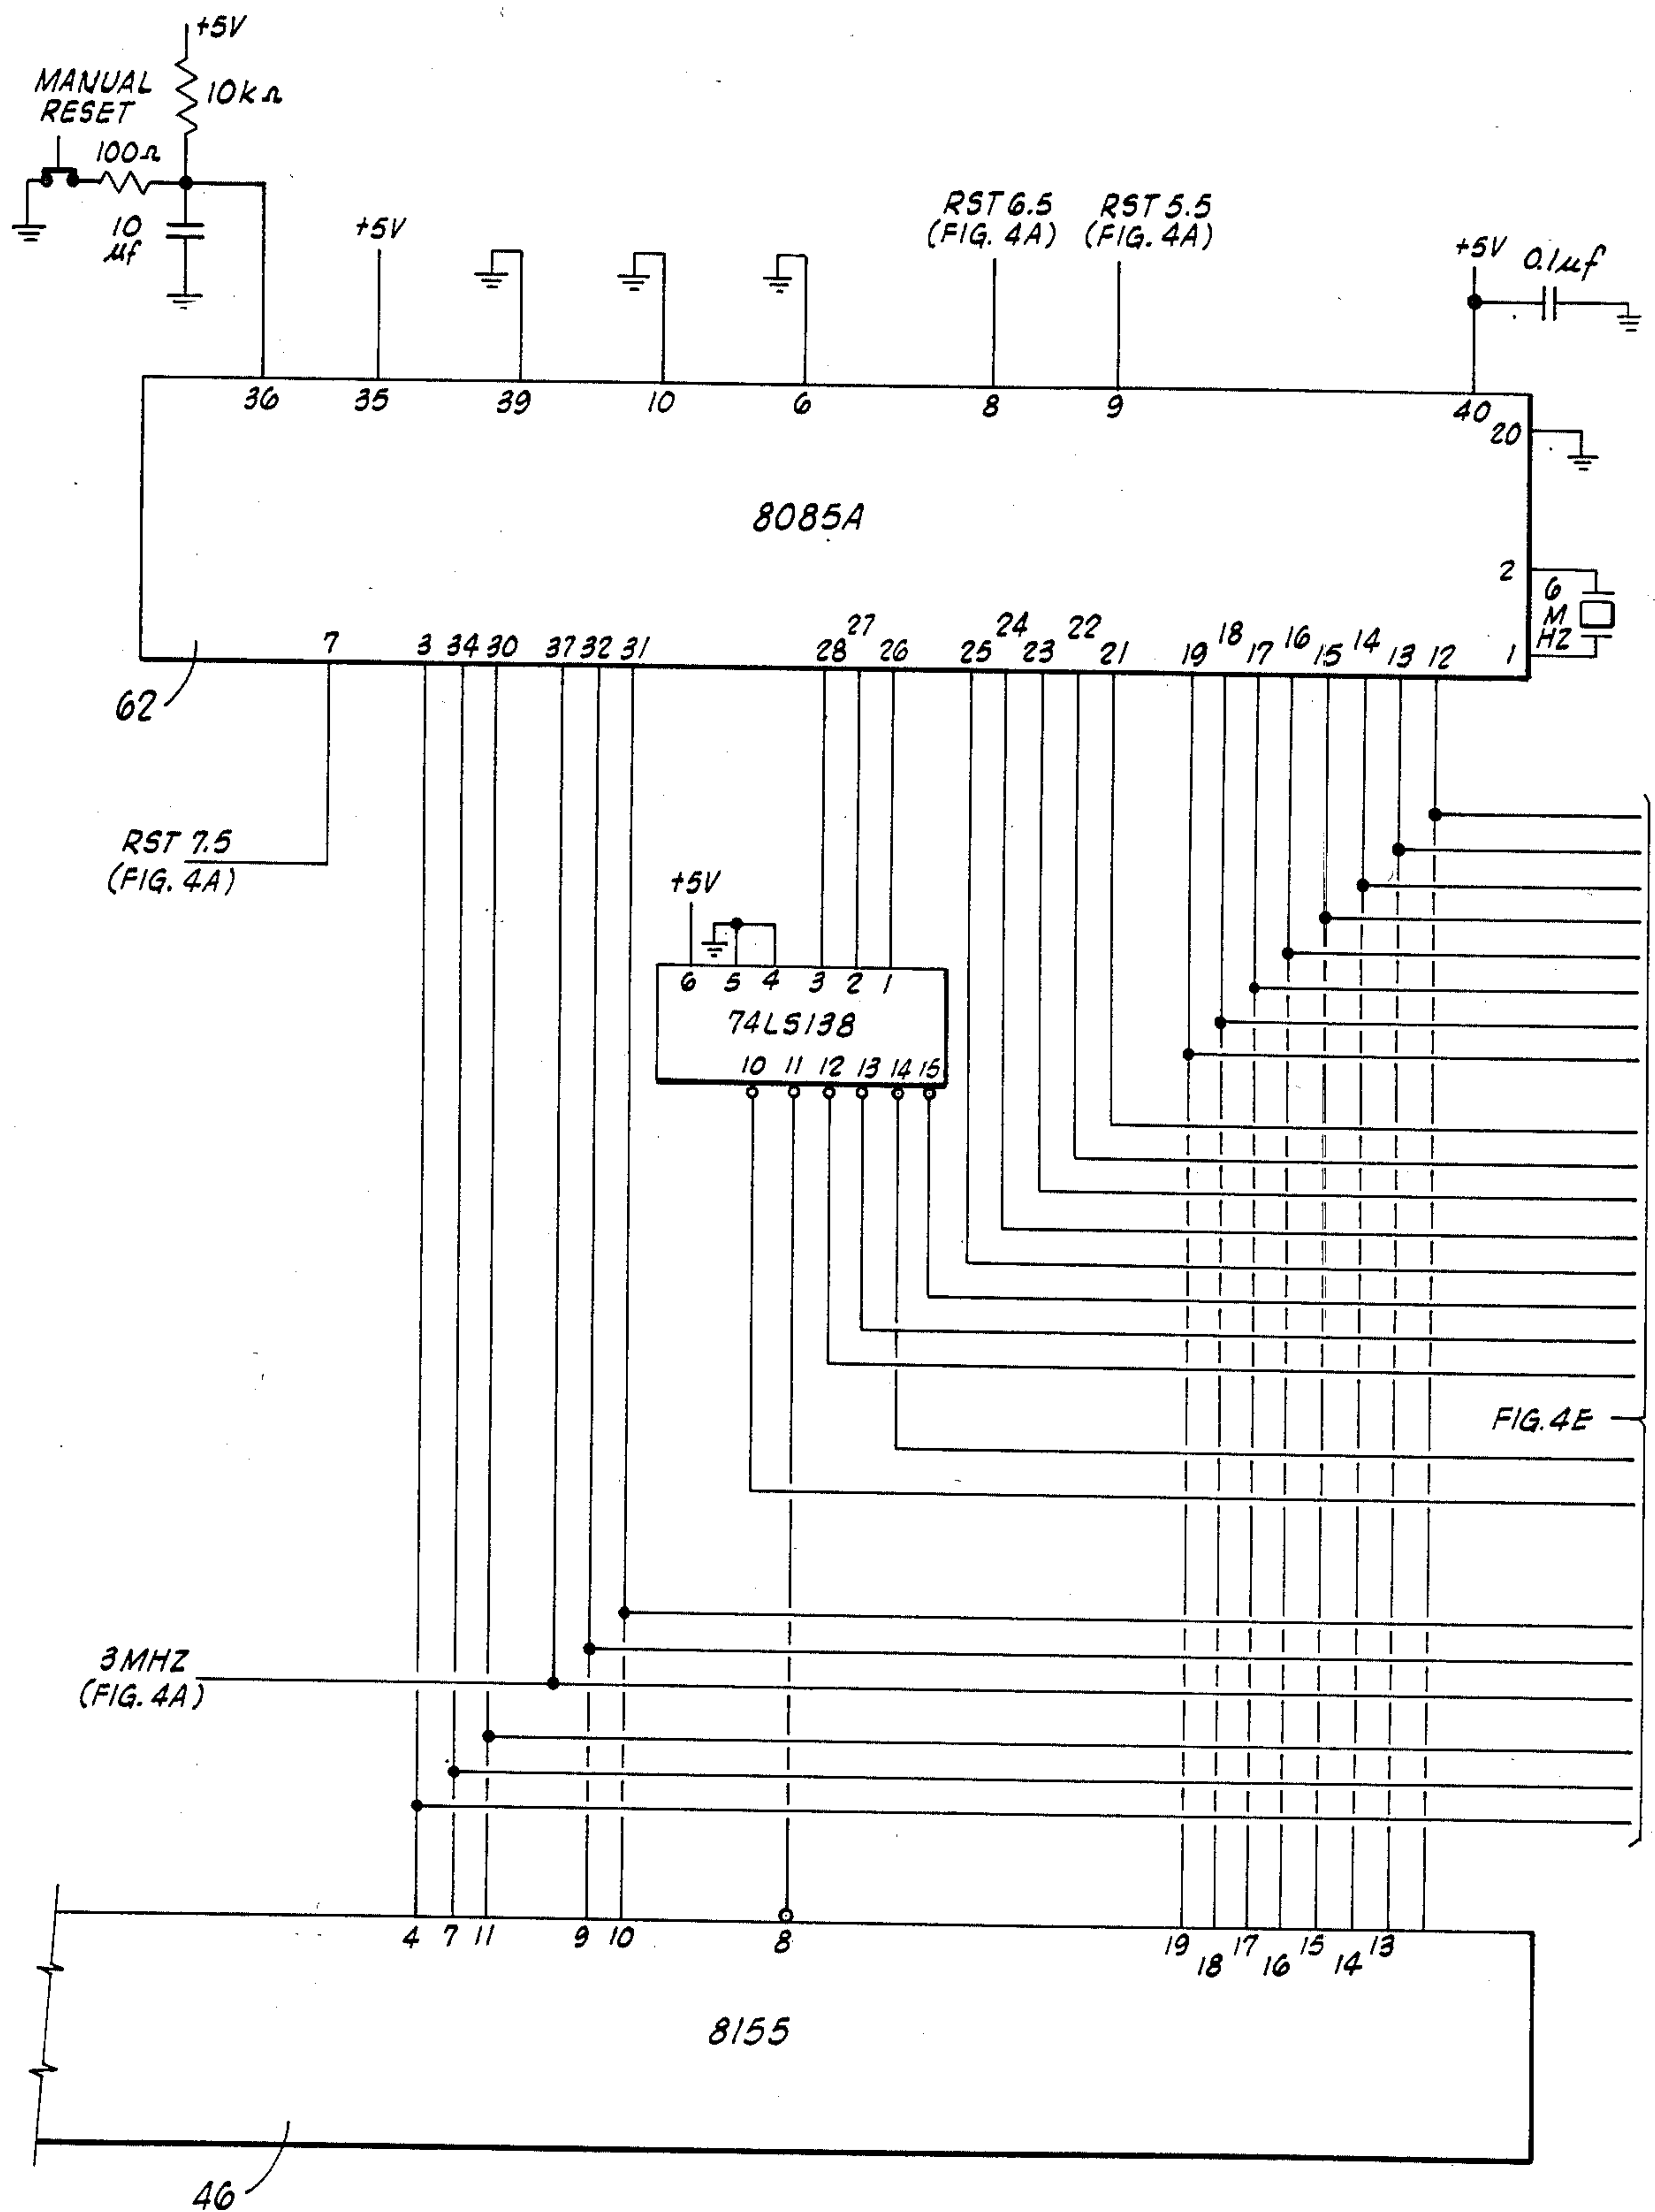 +5V
MANUAL
RESET
10kΩ
100Ω
10
µf
+5V
RST 6.5
(FIG. 4A)
RST 5.5
(FIG. 4A)
+5V
0.1µf
36 35 39 10 6 8 9 40
20
8085A
2
6
M
HZ
1
7 3 34 30 37 32 31 28 27 26 25 24 23 22 21 19 18 17 16 15 14 13 12
62
RST 7.5
(FIG. 4A)
+5V
6 5 4 3 2 1
74LS138
10 11 12 13 14 15
FIG. 4E
3 MHZ
(FIG. 4A)
4 7 11 9 10 8 19 18 17 16 15 14 13
8155
46